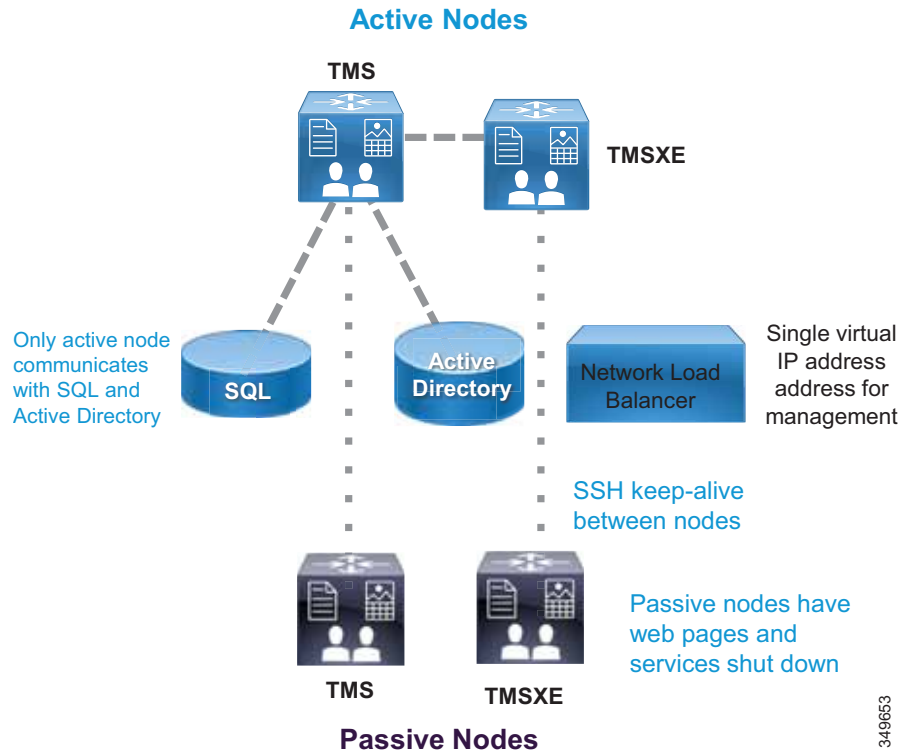 Active Nodes
TMS
TMSXE
Only active node
communicates
with SQL and
Active Directory
SQL
Active
Directory
Network Load
Balancer
Single virtual
IP address
address for
management
SSH keep-alive
between nodes
Passive nodes have
web pages and
services shut down
TMS
TMSXE
Passive Nodes
349653